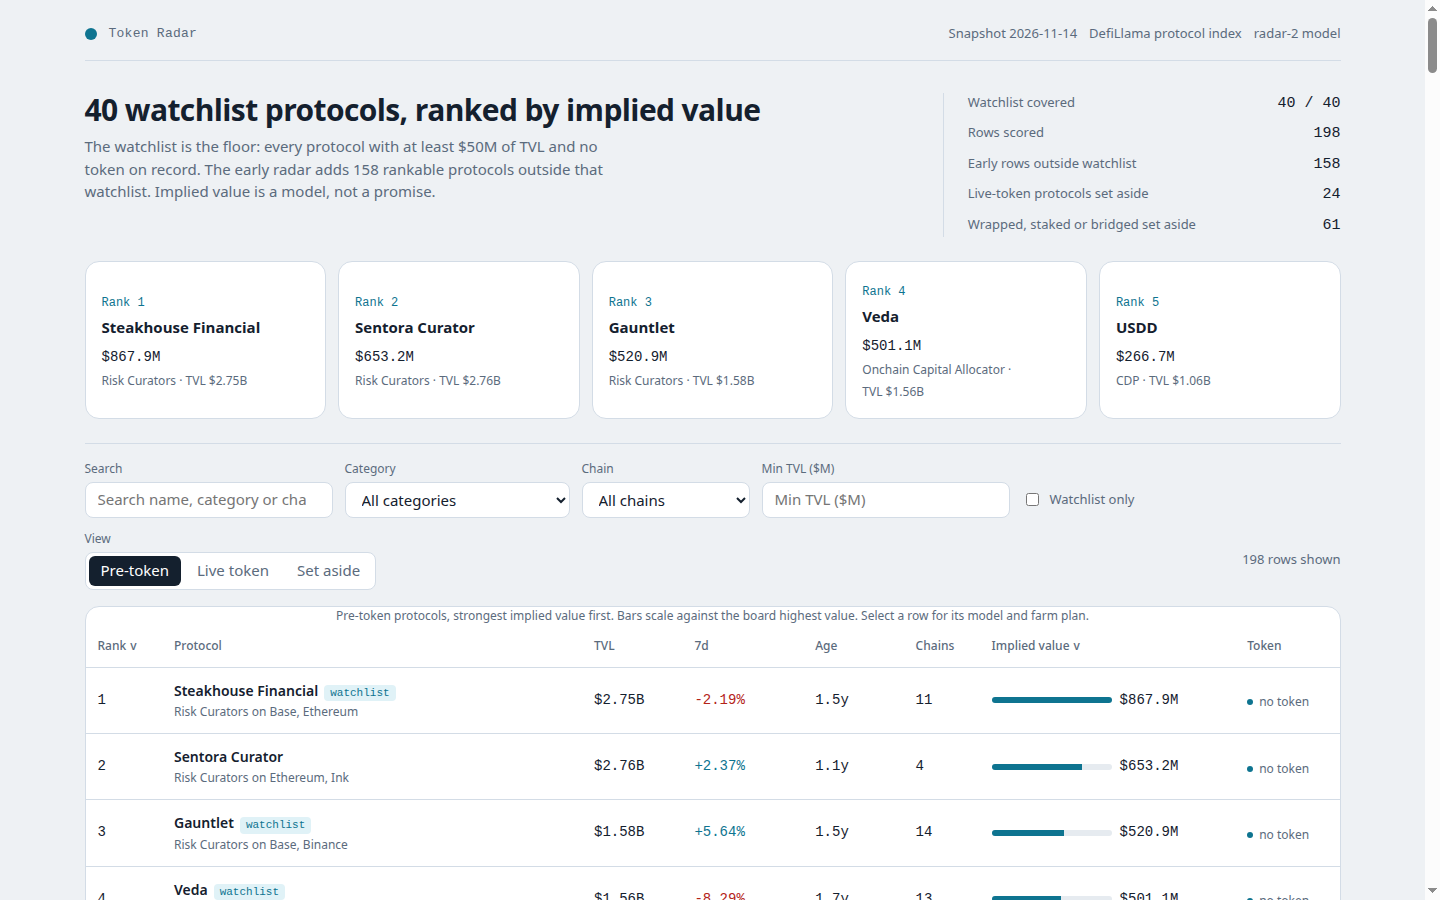 Token Radar
Snapshot 2026-11-14 DefiLlama protocol index radar-2 model
40 watchlist protocols, ranked by implied value
The watchlist is the floor: every protocol with at least $50M of TVL and no
token on record. The early radar adds 158 rankable protocols outside that
watchlist. Implied value is a model, not a promise.
Watchlist covered 40 / 40
Rows scored 198
Early rows outside watchlist 158
Live-token protocols set aside 24
Wrapped, staked or bridged set aside 61
Rank 1
Steakhouse Financial
$867.9M
Risk Curators · TVL $2.75B
Rank 2
Sentora Curator
$653.2M
Risk Curators · TVL $2.76B
Rank 3
Gauntlet
$520.9M
Risk Curators · TVL $1.58B
Rank 4
Veda
$501.1M
Onchain Capital Allocator ·
TVL $1.56B
Rank 5
USDD
$266.7M
CDP · TVL $1.06B
Search
Category
Chain
Min TVL ($M)
Search name, category or cha
All categories
All chains
Min TVL ($M)
Watchlist only
View
Pre-token Live token Set aside
198 rows shown
Pre-token protocols, strongest implied value first. Bars scale against the board highest value. Select a row for its model and farm plan.
Rank v Protocol TVL 7d Age Chains Implied value v Token
1 Steakhouse Financial watchlist $2.75B -2.19% 1.5y 11 $867.9M no token
Risk Curators on Base, Ethereum
2 Sentora Curator $2.76B +2.37% 1.1y 4 $653.2M no token
Risk Curators on Ethereum, Ink
3 Gauntlet watchlist $1.58B +5.64% 1.5y 14 $520.9M no token
Risk Curators on Base, Binance
4 Veda watchlist $1.56B -8.29% 1.7y 13 $501.1M no token